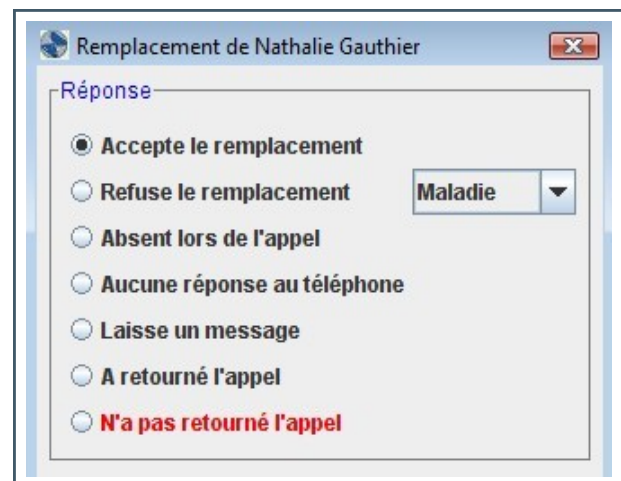 Remplacement de Nathalie Gauthier
Réponse
Accepte le remplacement
Refuse le remplacement Maladie
Absent lors de l'appel
Aucune réponse au téléphone
Laisse un message
A retourné l'appel
N'a pas retourné l'appel